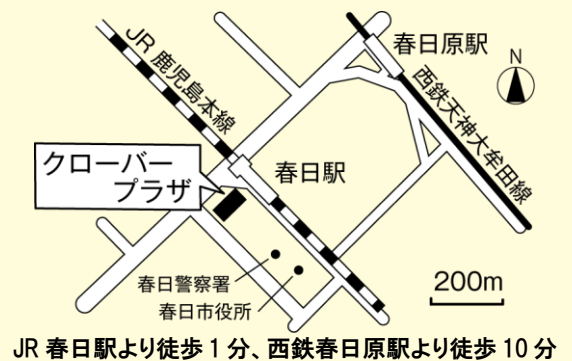 JR 鹿児島本線
春日原駅
N
西鉄天神大牟田線
クローバー
プラザ
春日駅
春日警察署
春日市役所
200m
JR 春日駅より徒歩 1 分、西鉄春日原駅より徒歩 10 分